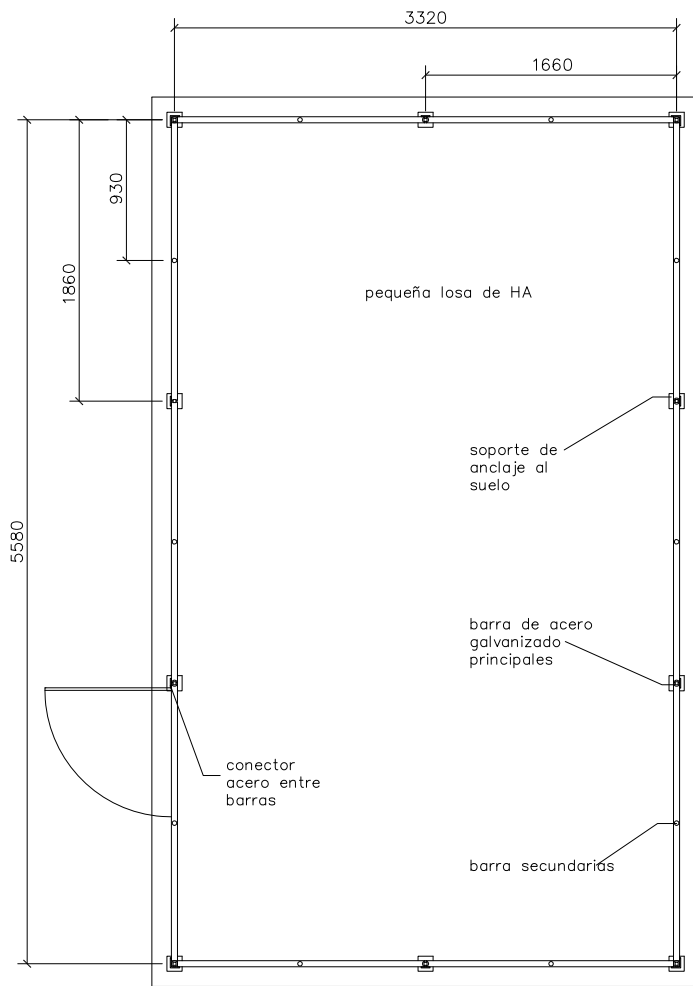 3320
1660
930
1860
5580
pequeña losa de HA
soporte de
anclaje al
suelo
barra de acero
galvanizado
principales
conector
acero entre
barras
barra secundarias